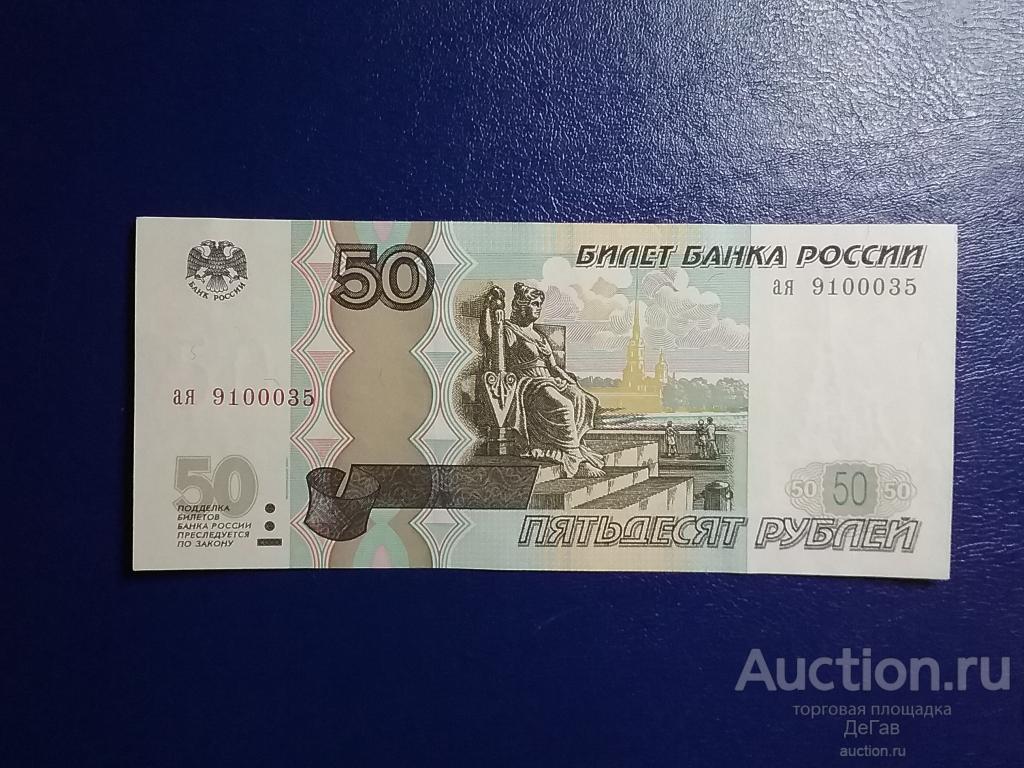 БАНК РОССИИ
50
БИЛЕТ БАНКА РОССИИ
ая 9100035
ая 9100035
50
ПОДДЕЛКА
БИЛЕТОВ
БАНКА РОССИИ
ПРЕСЛЕДУЕТСЯ
ПО ЗАКОНУ
50 50 50
ПЯТЬДЕСЯТ РУБЛЕЙ
Auction.ru
торговая площадка
ДеГав
auction.ru